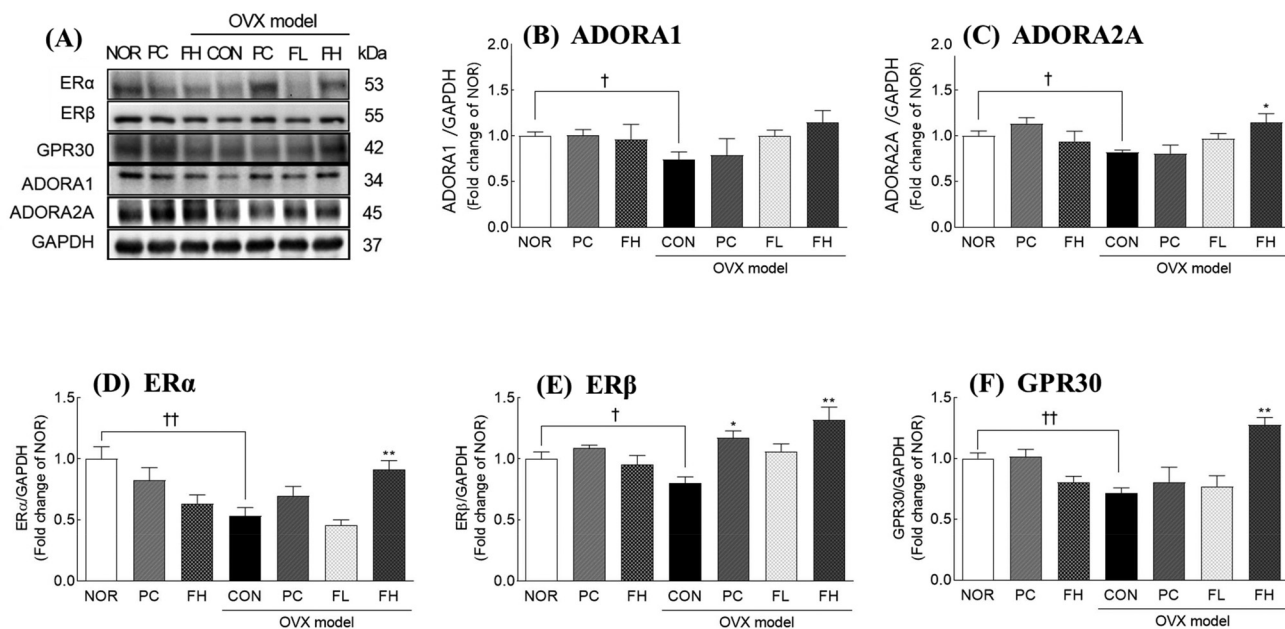 (A)
OVX model
NOR PC FH CON PC FL FH kDa
ERα 53
ERβ 55
GPR30 42
ADORA1 34
ADORA2A 45
GAPDH 37
(B) ADORA1
ADORA1 /GAPDH
(Fold change of NOR)
2.0
1.5
1.0
0.5
0.0
†
NOR PC FH CON PC FL FH
OVX model
(C) ADORA2A
ADORA2A /GAPDH
(Fold change of NOR)
2.0
1.5
1.0
0.5
0.0
†
*
NOR PC FH CON PC FL FH
OVX model
(D) ERα
ERα/GAPDH
(Fold change of NOR)
1.5
1.0
0.5
0.0
††
**
NOR PC FH CON PC FL FH
OVX model
(E) ERβ
ERβ/GAPDH
(Fold change of NOR)
1.5
1.0
0.5
0.0
†
*
**
NOR PC FH CON PC FL FH
OVX model
(F) GPR30
GPR30/GAPDH
(Fold change of NOR)
1.5
1.0
0.5
0.0
††
**
NOR PC FH CON PC FL FH
OVX model